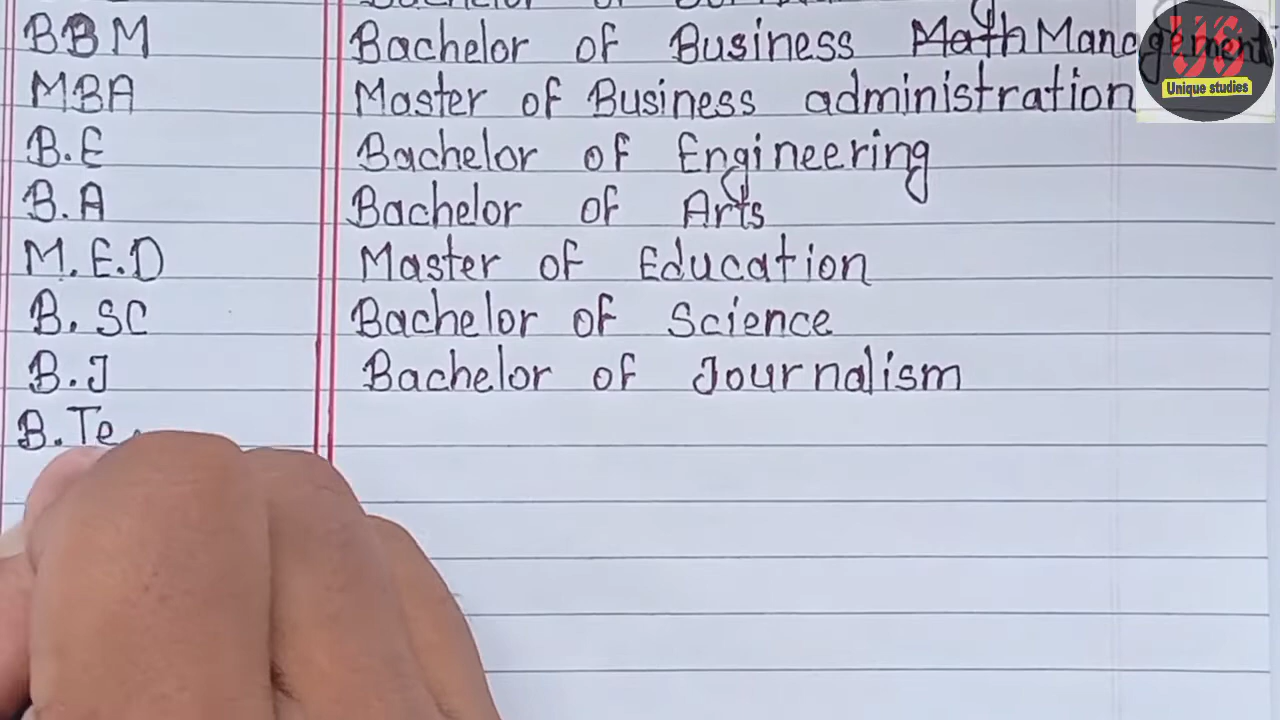 BBM Bachelor of Business Management
MBA Master of Business administration
B.E Bachelor of Engineering
B.A Bachelor of Arts
M.E.D Master of Education
B. SC Bachelor of Science
B.J Bachelor of Journalism
B.Te
US
Unique studies